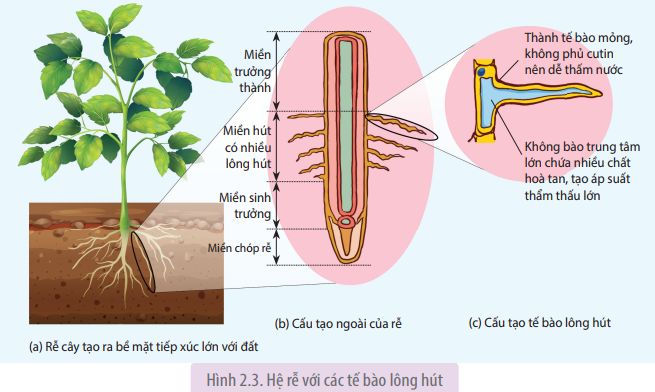 Miền
trưởng
thành
Miền hút
có nhiều
lông hút
Miền sinh
trưởng
Miền chóp rễ
Thành tế bào mỏng,
không phủ cutin
nên dễ thấm nước
Không bào trung tâm
lớn chứa nhiều chất
hoà tan, tạo áp suất
thẩm thấu lớn
(a) Rễ cây tạo ra bề mặt tiếp xúc lớn với đất
(b) Cấu tạo ngoài của rễ
(c) Cấu tạo tế bào lông hút
Hình 2.3. Hệ rễ với các tế bào lông hút